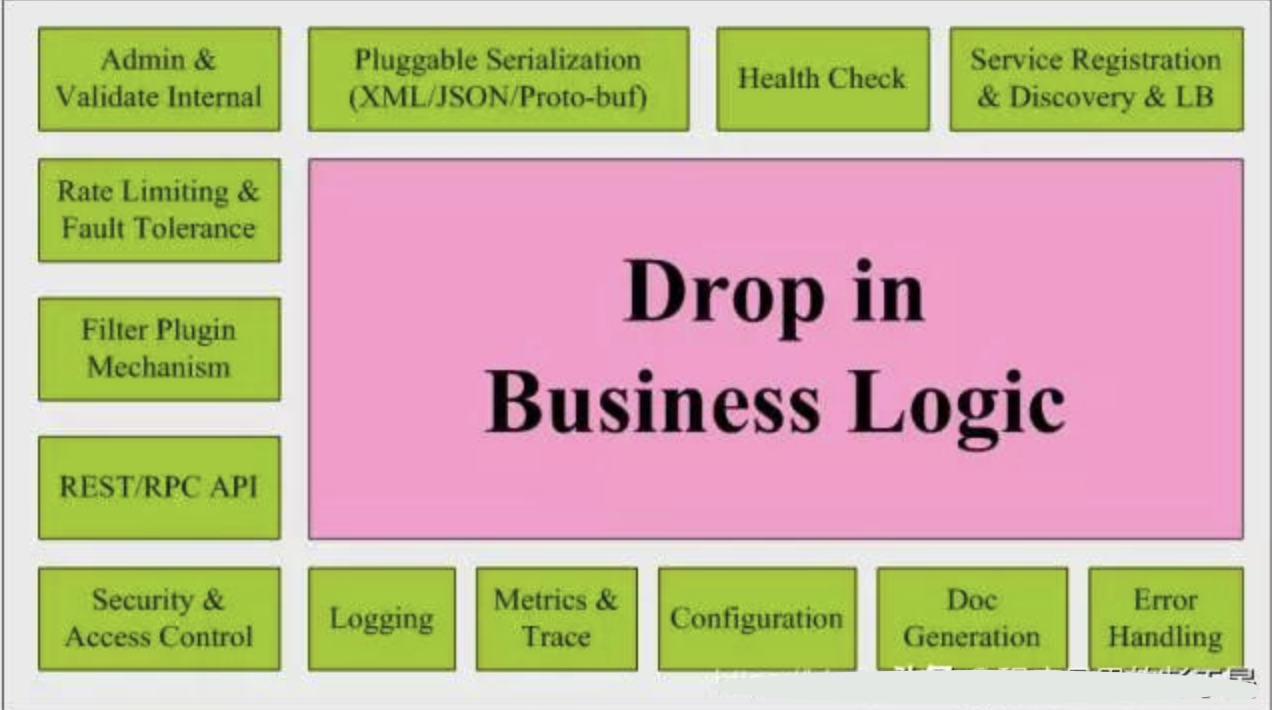 Admin &
Validate Internal
Pluggable Serialization
(XML/JSON/Proto-buf)
Health Check
Service Registration
& Discovery & LB
Rate Limiting &
Fault Tolerance
Filter Plugin
Mechanism
REST/RPC API
Drop in
Business Logic
Security &
Access Control
Logging
Metrics &
Trace
Configuration
Doc
Generation
Error
Handling